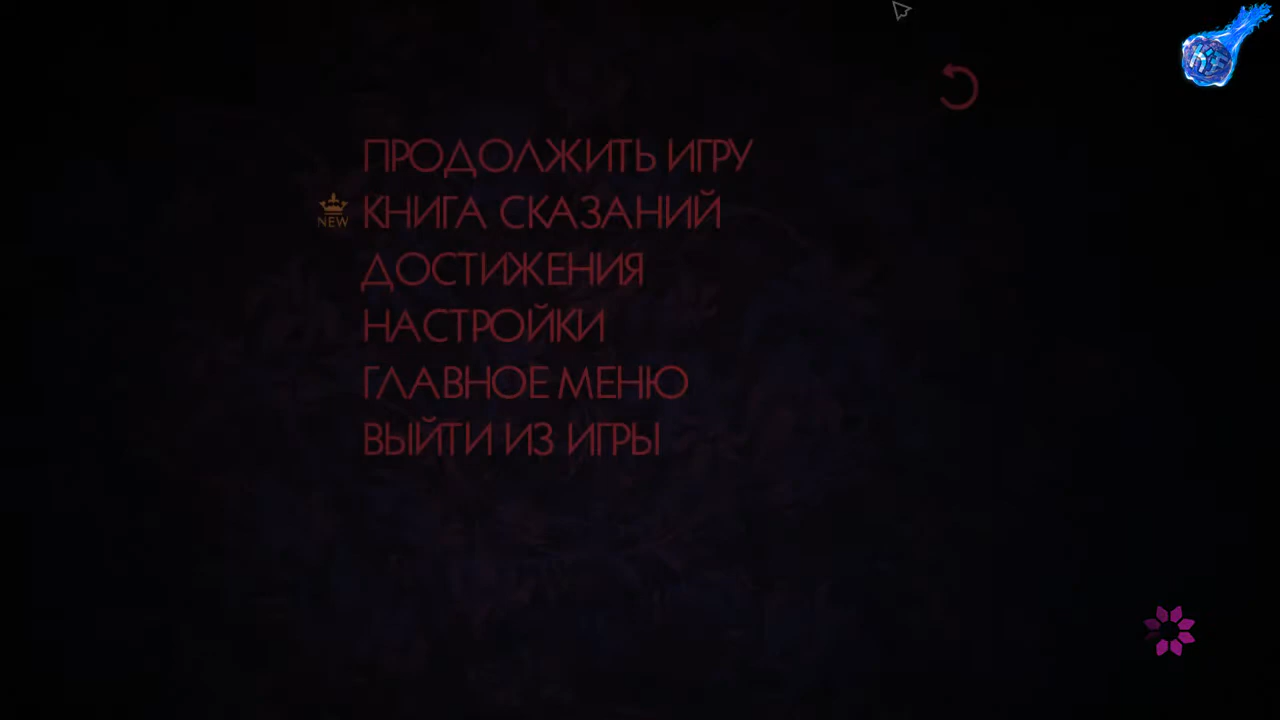 ПРОДОЛЖИТЬ ИГРУ
NEW КНИГА СКАЗАНИЙ
ДОСТИЖЕНИЯ
НАСТРОЙКИ
ГЛАВНОЕ МЕНЮ
ВЫЙТИ ИЗ ИГРЫ